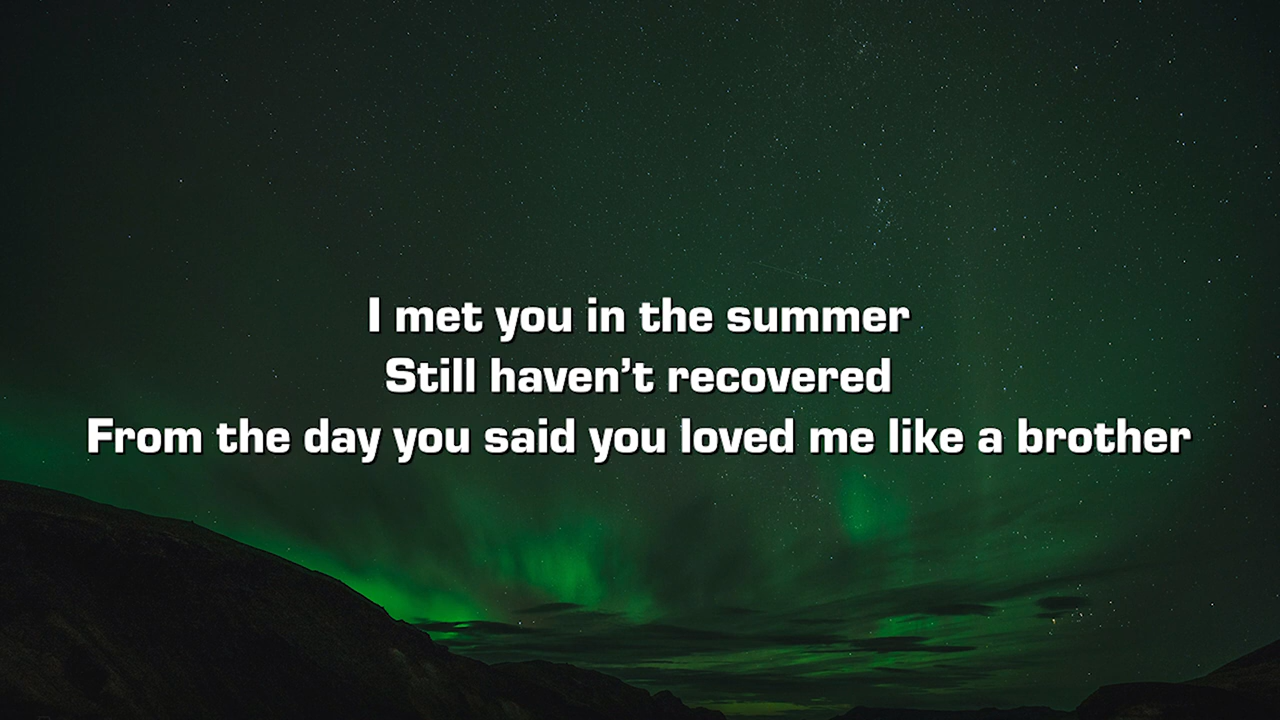 I met you in the summer
Still haven’t recovered
From the day you said you loved me like a brother